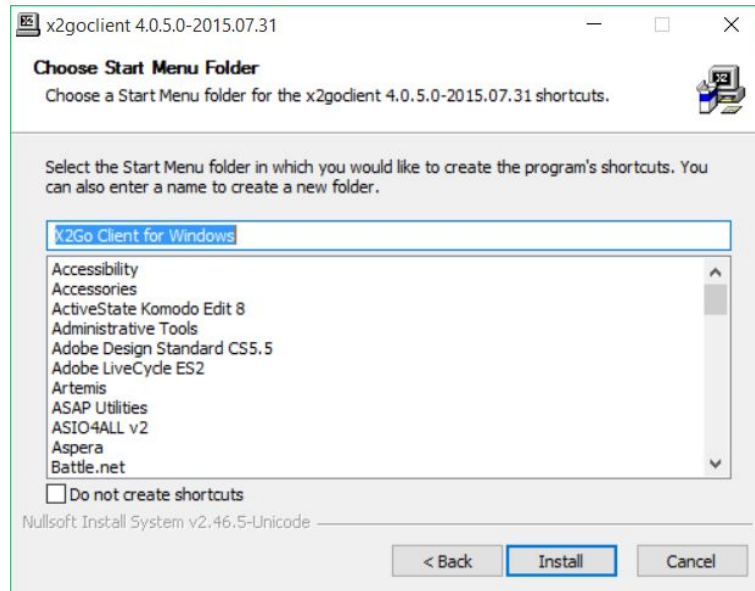 x2goclient 4.0.5.0-2015.07.31
Choose Start Menu Folder
Choose a Start Menu folder for the x2goclient 4.0.5.0-2015.07.31 shortcuts.
Select the Start Menu folder in which you would like to create the program's shortcuts. You
can also enter a name to create a new folder.
X2Go Client for Windows
Accessibility
Accessories
ActiveState Komodo Edit 8
Administrative Tools
Adobe Design Standard CS5.5
Adobe LiveCycle ES2
Artemis
ASAP Utilities
ASIO4ALL v2
Aspera
Battle.net
Do not create shortcuts
Nullsoft Install System v2.46.5-Unicode
< Back Install Cancel